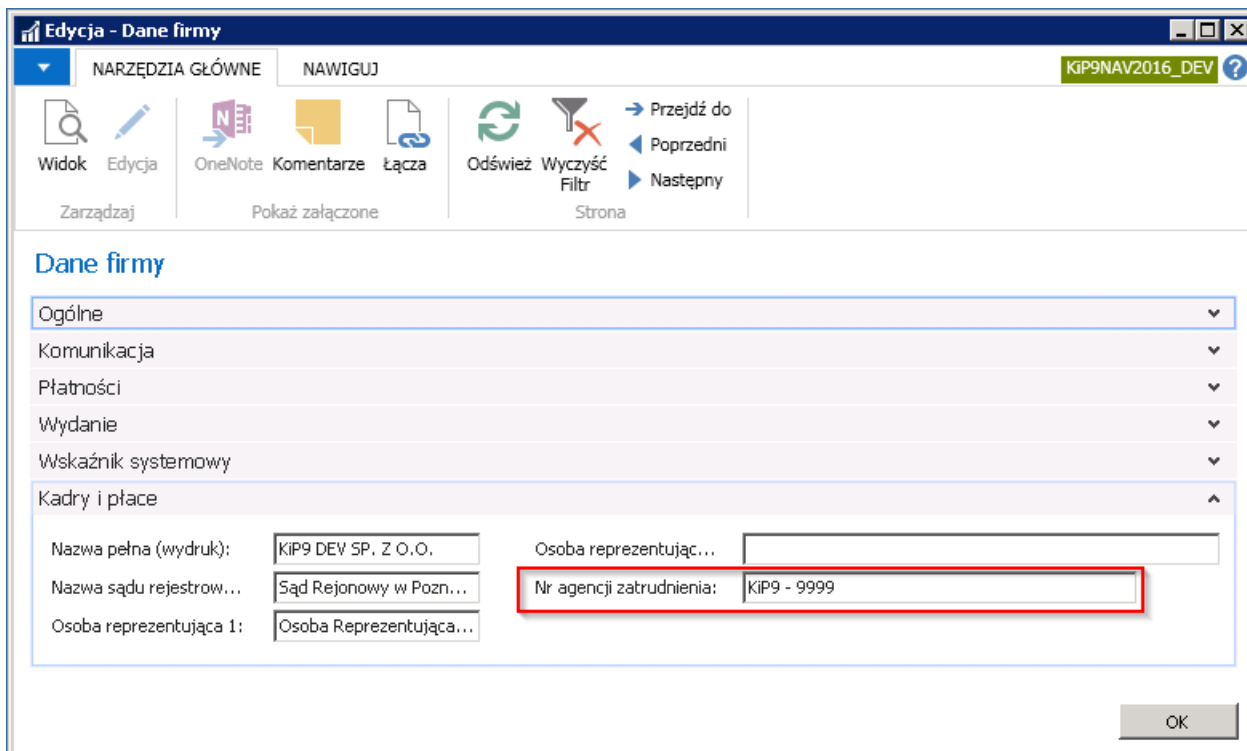 Edycja - Dane firmy
NARZĘDZIA GŁÓWNE NAWIGUJ KiP9NAV2016_DEV ?
Widok Edycja OneNote Komentarze Łącza Odśwież Wyczyść Filtr
Przejdź do
Poprzedni
Następny
Zarządzaj Pokaż załączone Strona
Dane firmy
Ogólne
Komunikacja
Płatności
Wydanie
Wskaźnik systemowy
Kadry i płace
Nazwa pełna (wydruk): KiP9 DEV SP. Z O.O. Osoba reprezentując...
Nazwa sądu rejestrow... Sąd Rejonowy w Pozn... Nr agencji zatrudnienia: KiP9 - 9999
Osoba reprezentująca 1: Osoba Reprezentująca...
OK